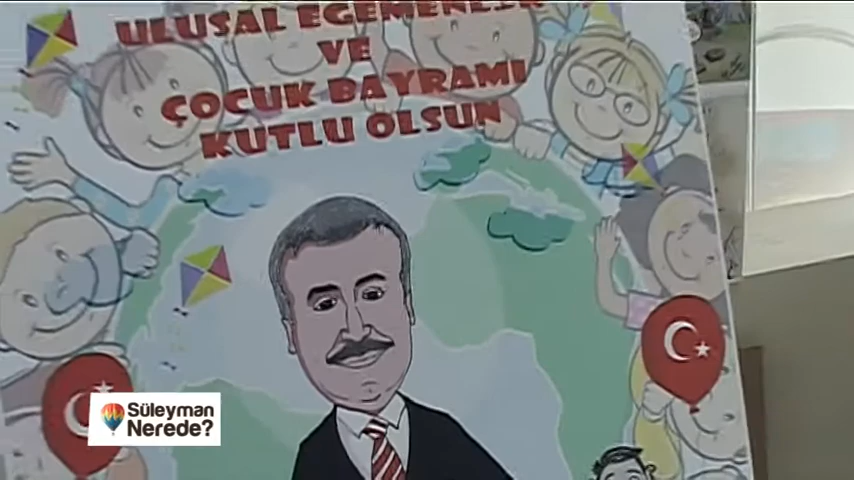 ULUSAL EGEMENLİK
VE
ÇOCUK BAYRAMI
KUTLU OLSUN
Süleyman
Nerede?